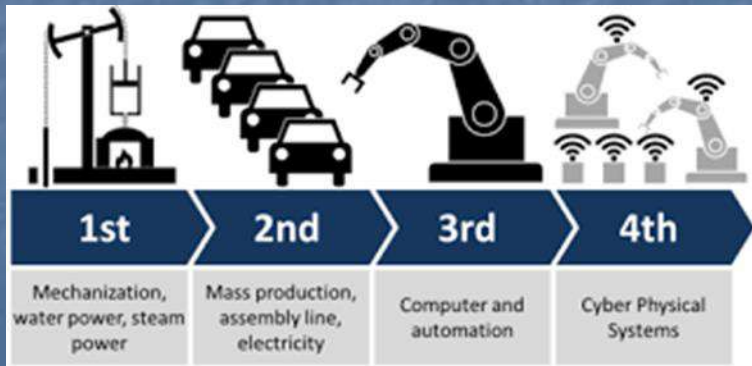 1st
2nd
3rd
4th
Mechanization,
water power, steam
power
Mass production,
assembly line,
electricity
Computer and
automation
Cyber Physical
Systems